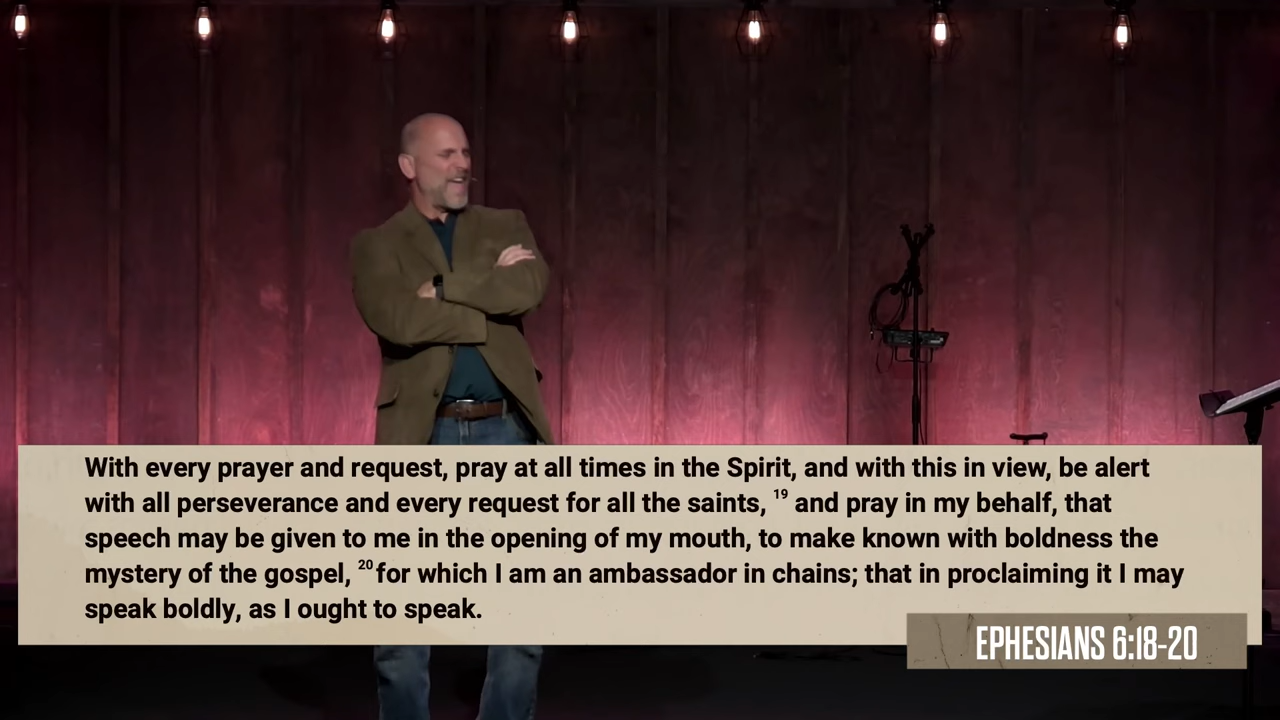 With every prayer and request, pray at all times in the Spirit, and with this in view, be alert
with all perseverance and every request for all the saints, 19 and pray in my behalf, that
speech may be given to me in the opening of my mouth, to make known with boldness the
mystery of the gospel, 20 for which I am an ambassador in chains; that in proclaiming it I may
speak boldly, as I ought to speak.
EPHESIANS 6:18-20